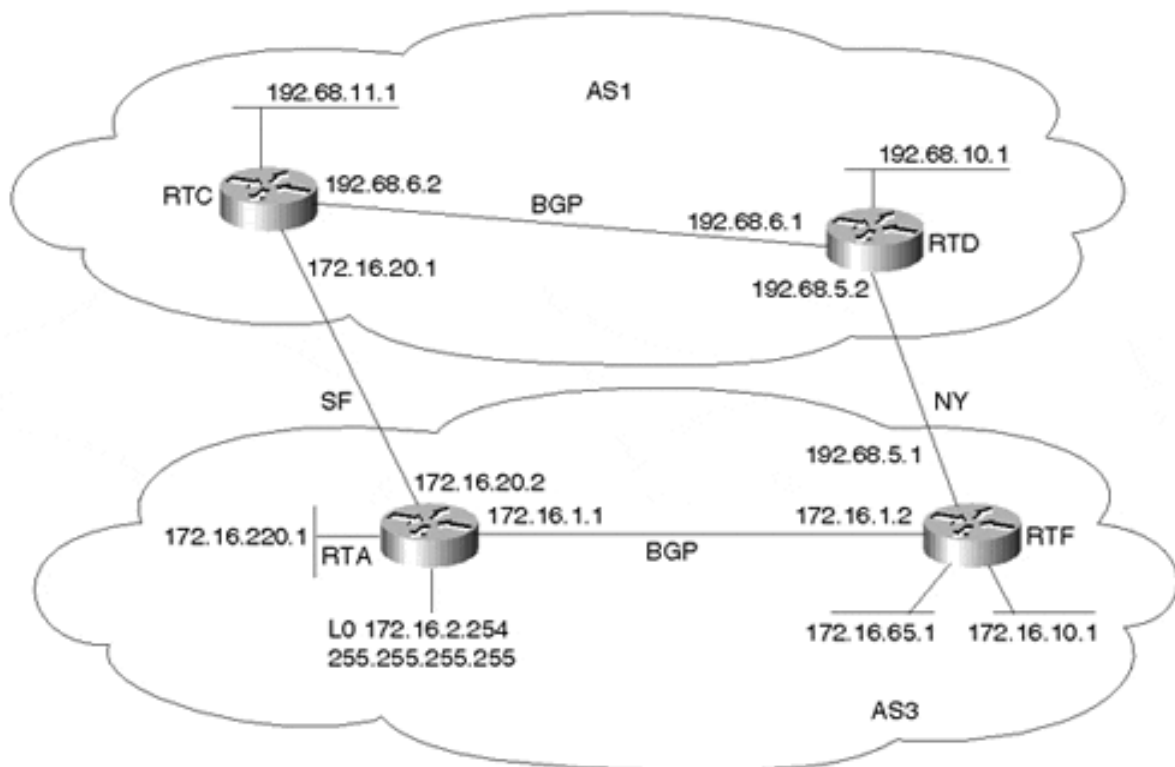 192.68.11.1
AS1
192.68.10.1
RTC
192.68.6.2
BGP
192.68.6.1
RTD
172.16.20.1
192.68.5.2
SF
NY
192.68.5.1
172.16.20.2
172.16.220.1
RTA
172.16.1.1
BGP
172.16.1.2
RTF
L0 172.16.2.254
255.255.255.255
172.16.65.1
172.16.10.1
AS3